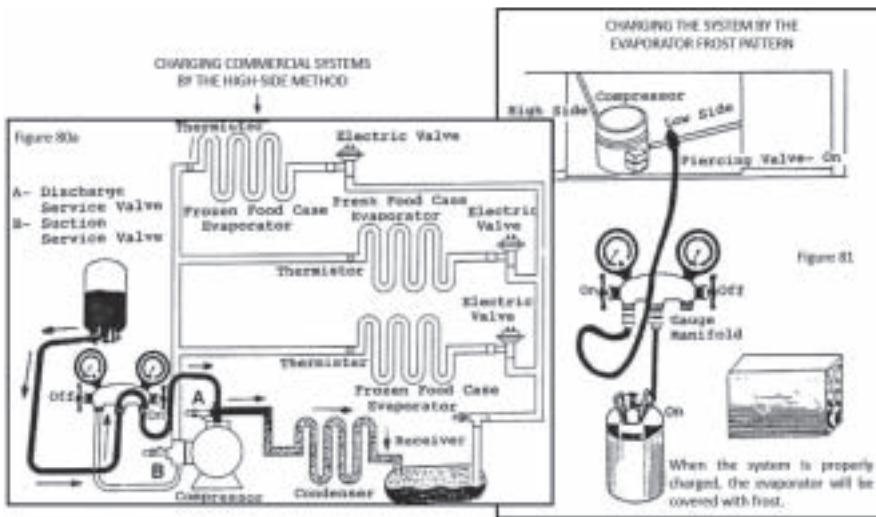 CHARGING COMMERCIAL SYSTEMS
BY THE HIGH-SIDE METHOD
Figure 80a
Thermistor
Electric Valve
A- Discharge
Service Valve
B- Suction
Service Valve
Frozen Food Case
Evaporator
Fresh Food Case
Evaporator
Electric
Valve
Thermistor
Electric
Valve
Thermistor
Frozen Food Case
Evaporator
Off
On
A
B
Receiver
Compressor
Condenser
CHARGING THE SYSTEM BY THE
EVAPORATOR FROST PATTERN
High Side
Compressor
Low Side
Piercing Valve- On
Figure 81
On
Off
Gauge
Manifold
On
When the system is properly
charged, the evaporator will be
covered with frost.